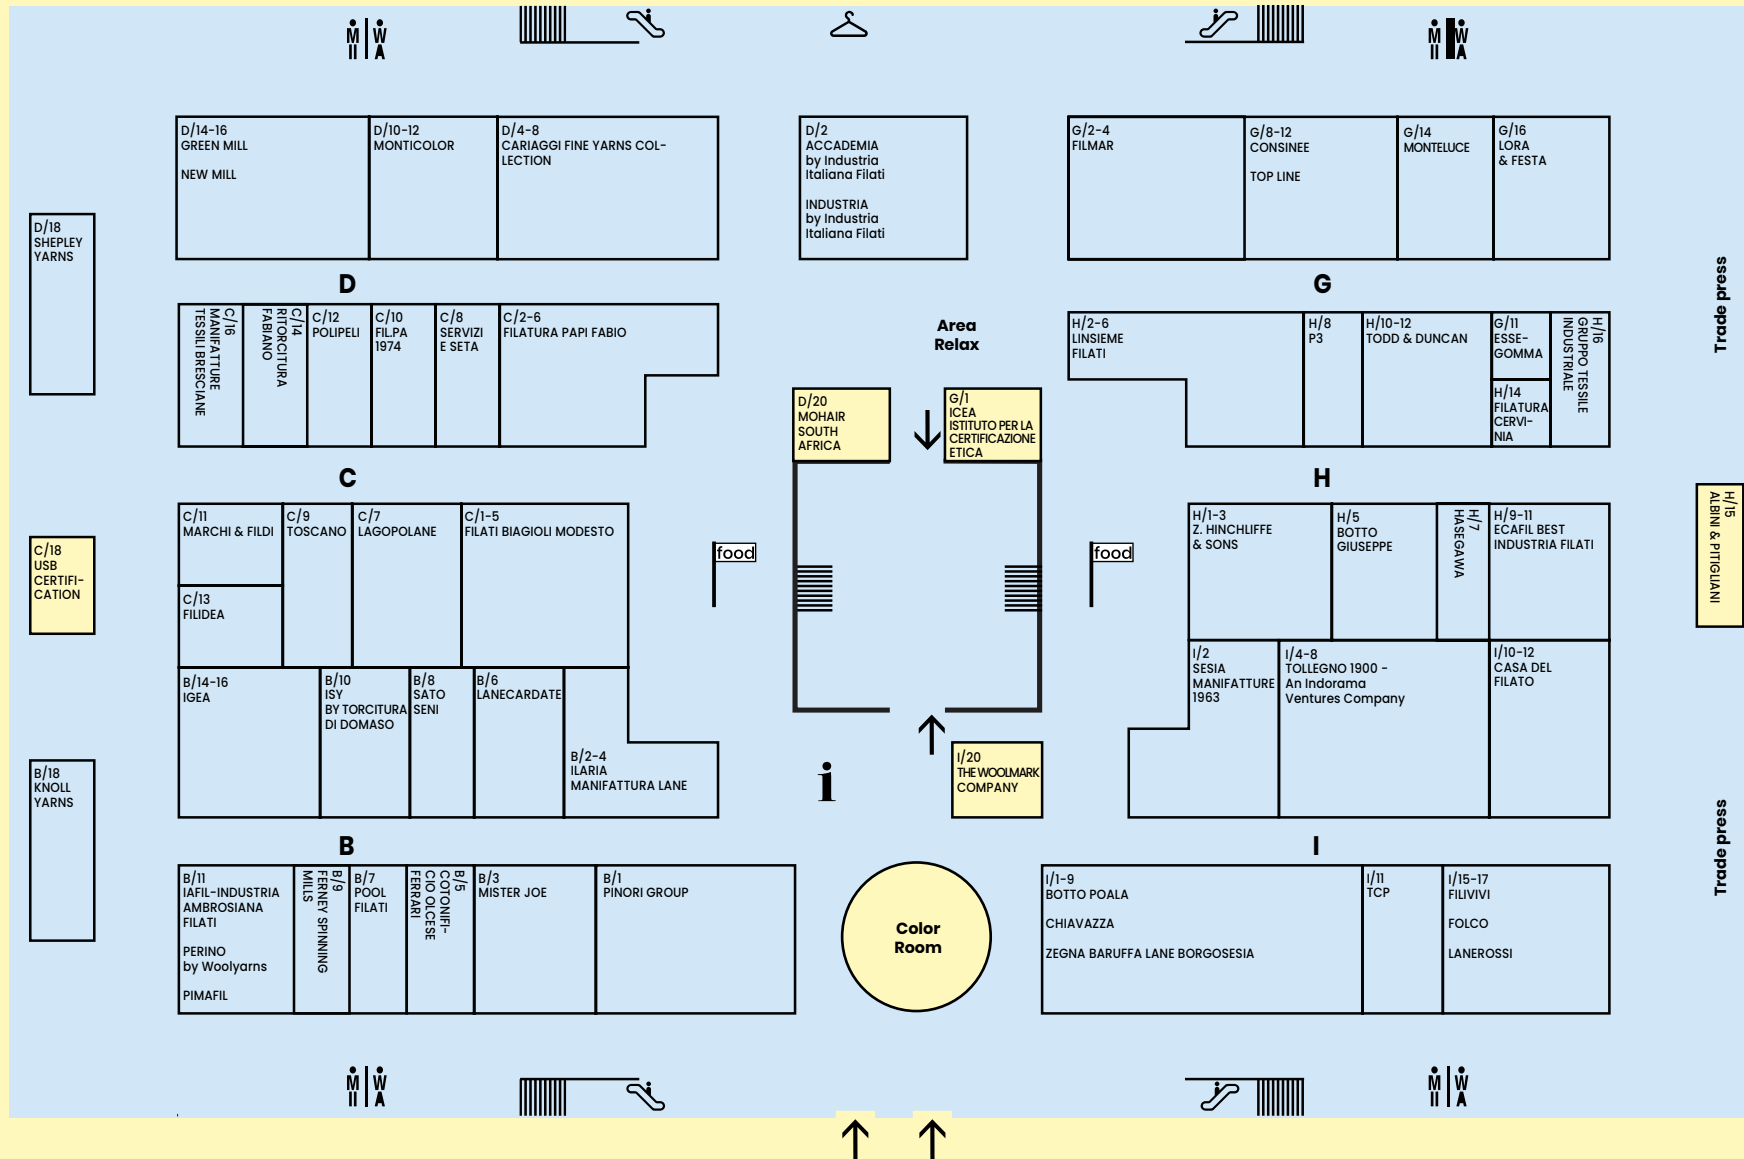 M W
II A
M W
II A
D/14-16
GREEN MILL
NEW MILL
D/10-12
MONTICOLOR
D/4-8
CARIAGGI FINE YARNS COL-
LECTION
D/2
ACCADEMIA
by Industria
Italiana Filati
INDUSTRIA
by Industria
Italiana Filati
G/2-4
FILMAR
G/8-12
CONSINEE
TOP LINE
G/14
MONTELUCE
G/16
LORA
& FESTA
D/18
SHEPLEY
YARNS
D
G
Trade press
C/16
MANIFATTURE
TESSILI BRESCIANE
C/14
RITORCITURA
FABIANO
C/12
POLIPELI
C/10
FIL.PA
1974
C/8
SERVIZI
E SETA
C/2-6
FILATURA PAPI FABIO
Area
Relax
H/2-6
LINSIEME
FILATI
H/8
P3
H/10-12
TODD & DUNCAN
G/11
ESSE-
GOMMA
H/14
FILATURA
CERVI-
NIA
H/16
GRUPPO TESSILE
INDUSTRIALE
D/20
MOHAIR
SOUTH
AFRICA
G/1
ICEA
ISTITUTO PER LA
CERTIFICAZIONE
ETICA
C
H
C/11
MARCHI & FILDI
C/9
TOSCANO
C/7
LAGOPOLANE
C/1-5
FILATI BIAGIOLI MODESTO
H/1-3
Z. HINCHLIFFE
& SONS
H/5
BOTTO
GIUSEPPE
H/7
HASEGAWA
H/9-11
ECAFIL BEST
INDUSTRIA FILATI
H/15
ALBINI & PITIGLIANI
C/18
USB
CERTIFI-
CATION
food
food
C/13
FILIDEA
B/14-16
IGEA
B/10
ISY
BY TORCITURA
DI DOMASO
B/8
SATO
SENI
B/6
LANECARDATE
B/2-4
ILARIA
MANIFATTURA LANE
I/2
SESIA
MANIFATTURE
1963
I/4-8
TOLLEGNO 1900 -
An Indorama
Ventures Company
I/10-12
CASA DEL
FILATO
B/18
KNOLL
YARNS
i
I/20
THE WOOLMARK
COMPANY
Trade press
B
I
B/11
IAFIL-INDUSTRIA
AMBROSIANA
FILATI
PERINO
by Woolyarns
PIMAFIL
B/9
FERNEY SPINNING
MILLS
B/7
POOL
FILATI
B/5
COTONIFI-
CIO OLCESE
FERRARI
B/3
MISTER JOE
B/1
PINORI GROUP
Color
Room
I/1-9
BOTTO POALA
CHIAVAZZA
ZEGNA BARUFFA LANE BORGOSESIA
I/11
TCP
I/15-17
FILIVIVI
FOLCO
LANEROSSI
M W
II A
M W
II A